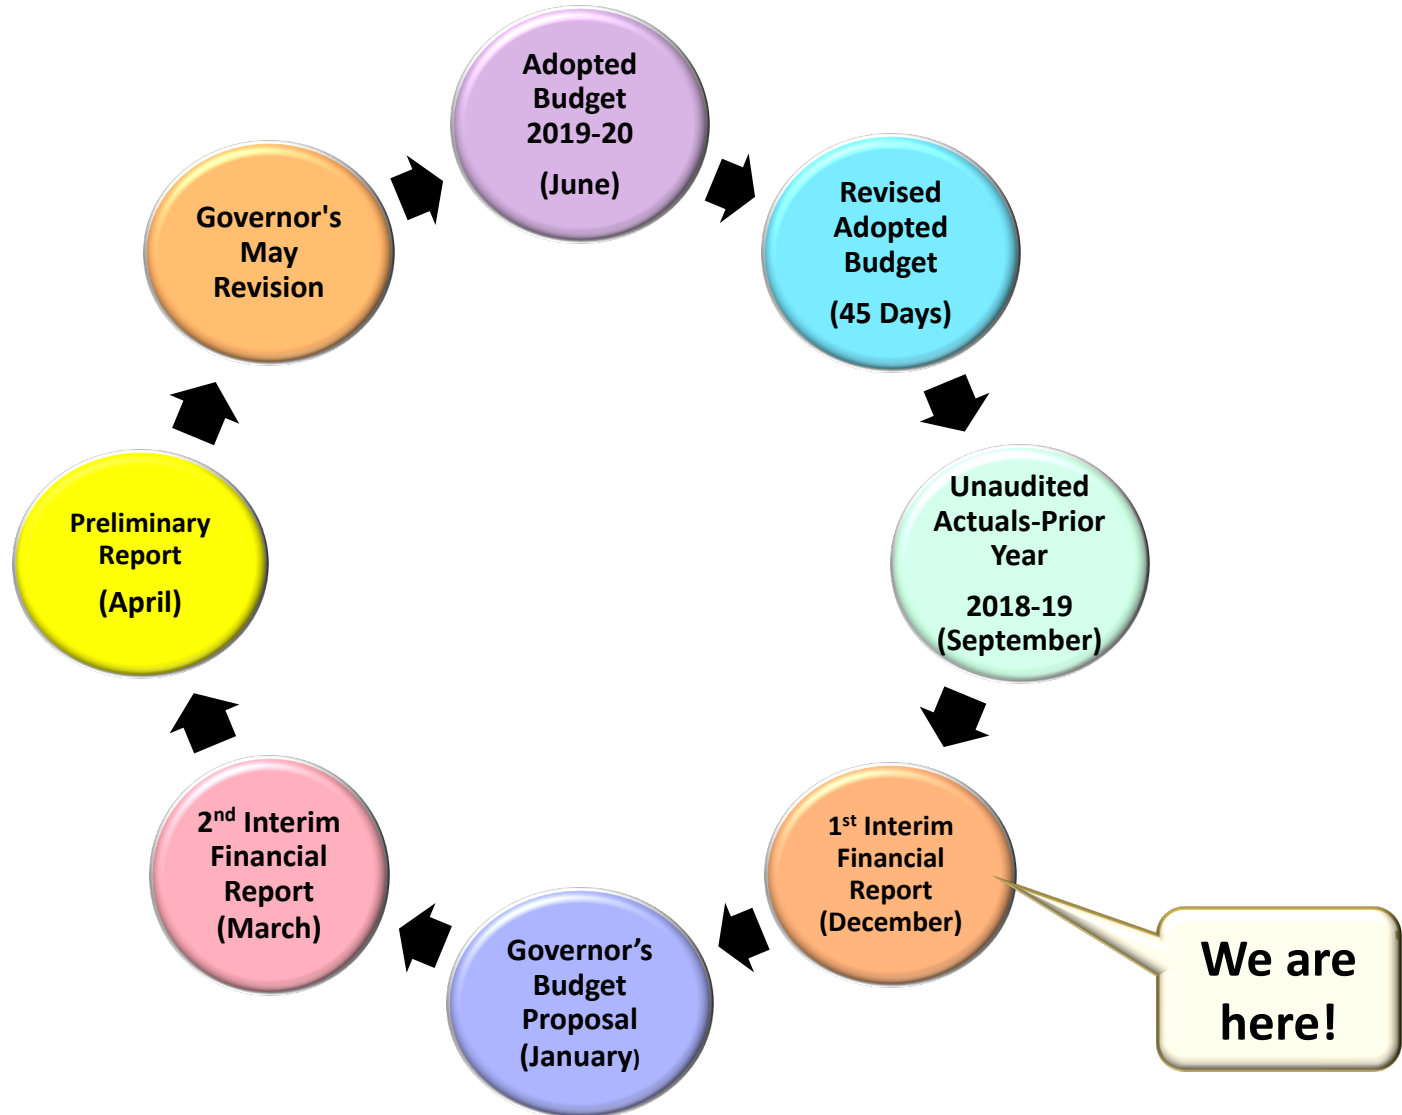 Adopted
Budget
2019-20
(June)
Revised
Adopted
Budget
(45 Days)
Unaudited
Actuals-Prior
Year
2018-19
(September)
1st Interim
Financial
Report
(December)
We are
here!
Governor’s
Budget
Proposal
(January)
2nd Interim
Financial
Report
(March)
Preliminary
Report
(April)
Governor's
May
Revision